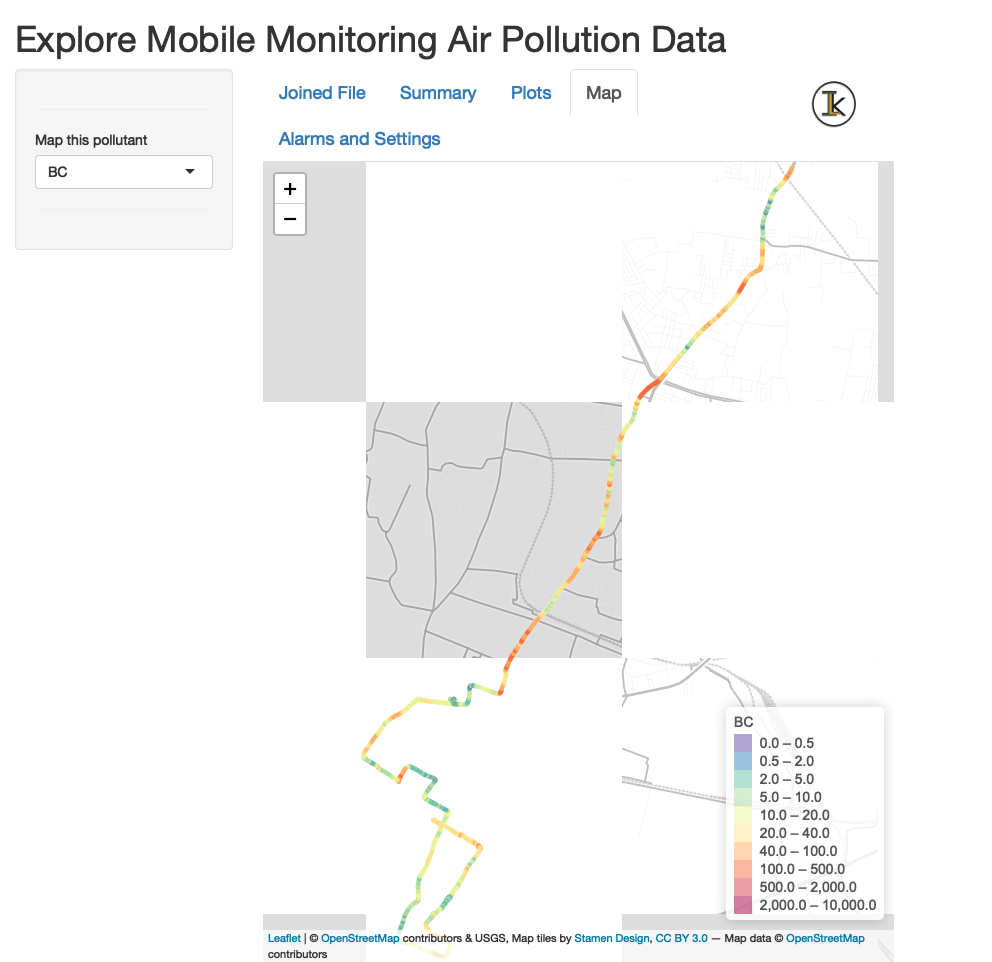 Explore Mobile Monitoring Air Pollution Data
Joined File Summary Plots Map
Alarms and Settings
Map this pollutant
BC
+
−
BC
0.0 – 0.5
0.5 – 2.0
2.0 – 5.0
5.0 – 10.0
10.0 – 20.0
20.0 – 40.0
40.0 – 100.0
100.0 – 500.0
500.0 – 2,000.0
2,000.0 – 10,000.0
Leaflet | © OpenStreetMap contributors & USGS, Map tiles by Stamen Design, CC BY 3.0 — Map data © OpenStreetMap
contributors